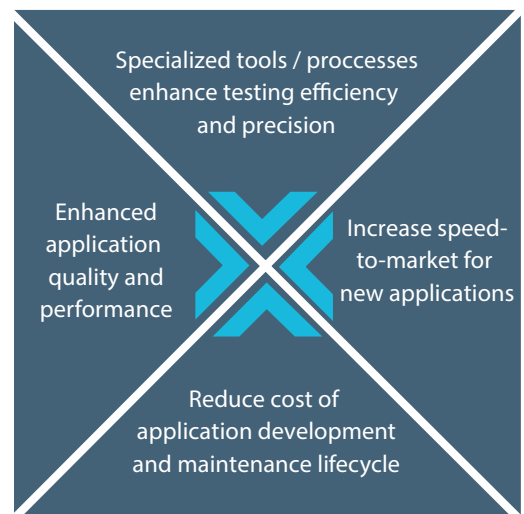 Specialized tools / proccesses
enhance testing efficiency
and precision
Enhanced
application
quality and
performance
Increase speed-
to-market for
new applications
Reduce cost of
application development
and maintenance lifecycle